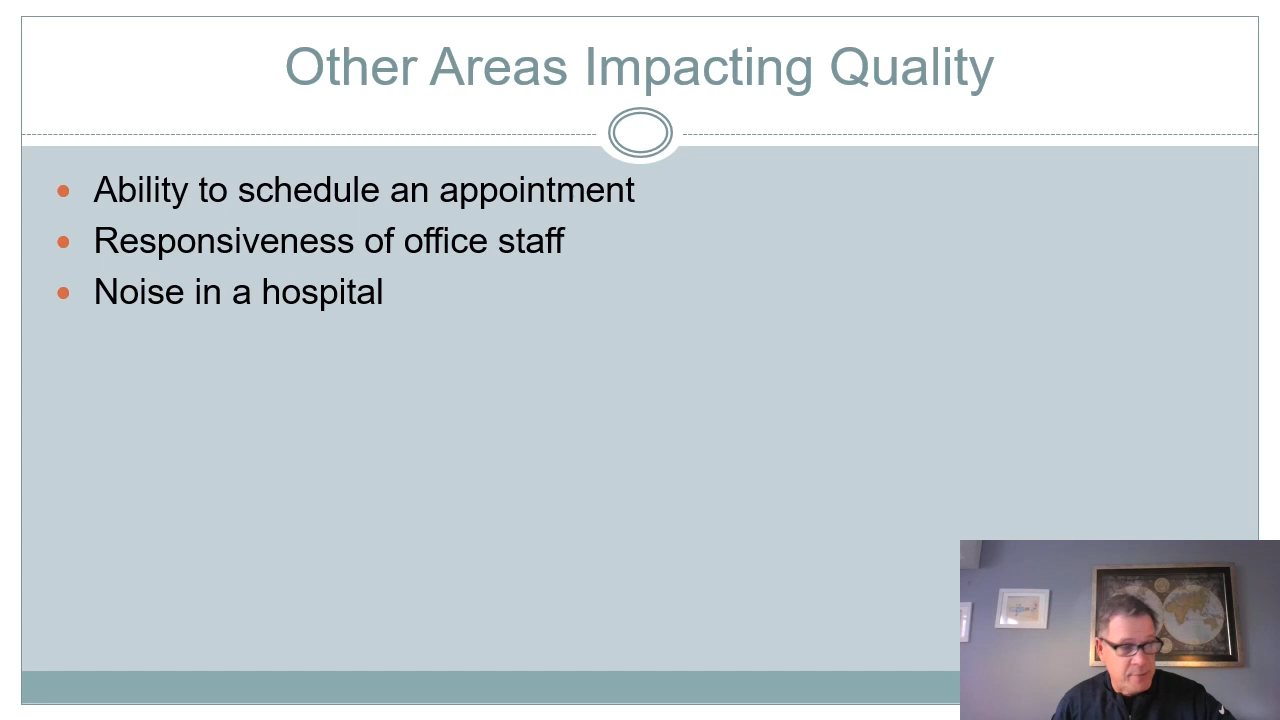 Other Areas Impacting Quality
Ability to schedule an appointment
Responsiveness of office staff
Noise in a hospital